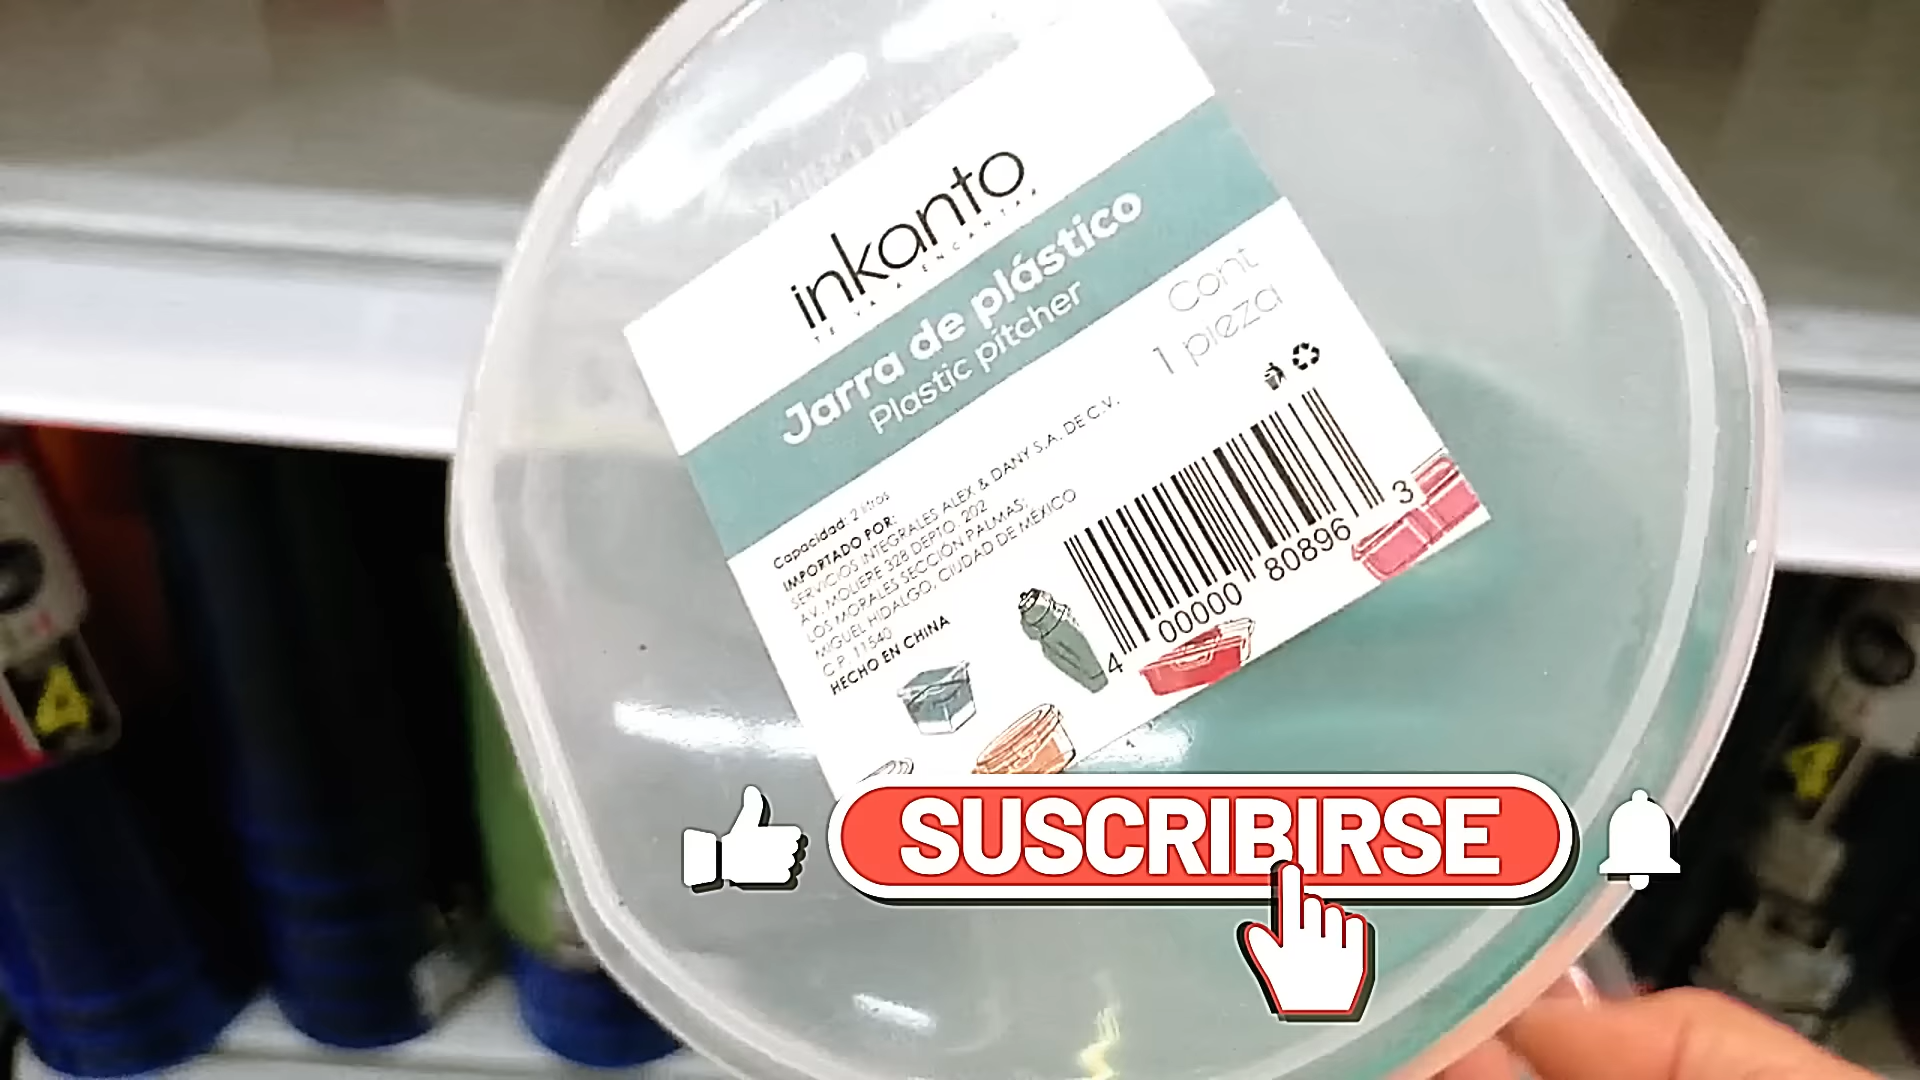 inkanto
TE VA A ENCANTAR
Jarra de plástico
Plastic pitcher
Cont
1 pieza
Capacidad: 2 litros
IMPORTADO POR:
SERVICIOS INTEGRALES ALEX & DANY S.A. DE C.V.
AV. MOLIERE 328 DEPTO. 202
LOS MORALES SECCIÓN PALMAS;
MIGUEL HIDALGO, CIUDAD DE MÉXICO
C.P. 11540
HECHO EN CHINA
4 00000 80896 3
SUSCRIBIRSE